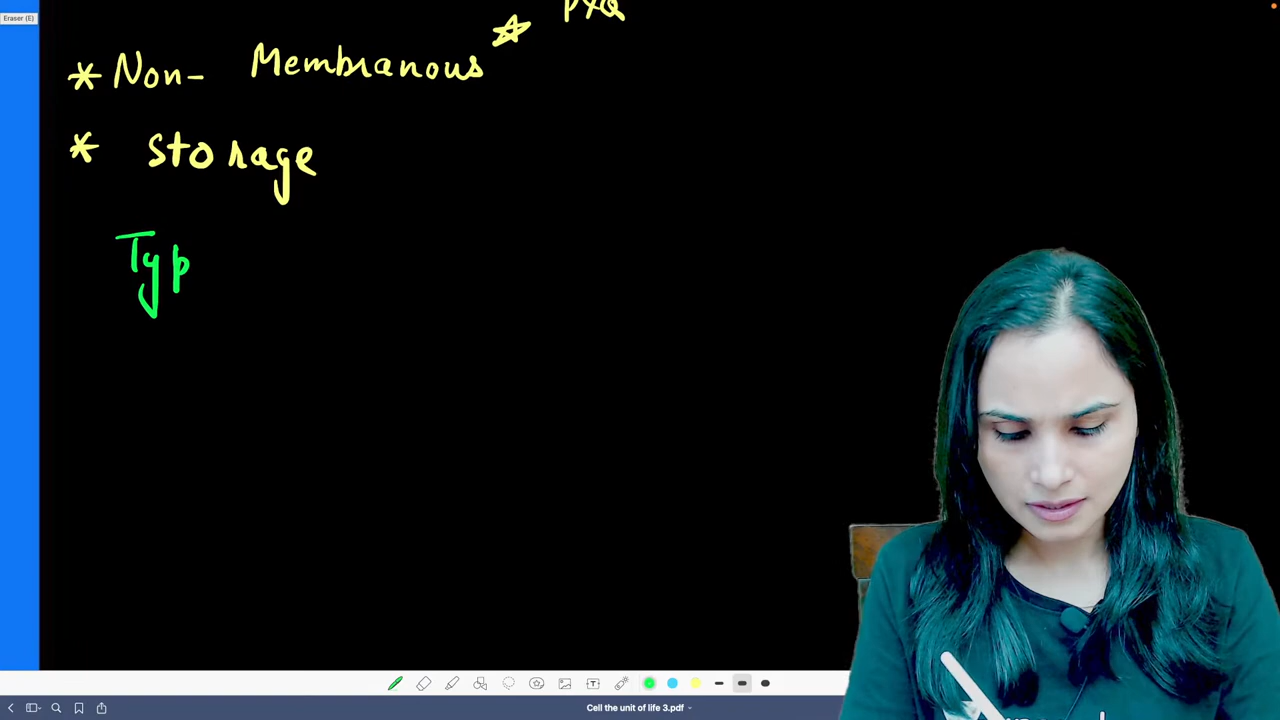 Eraser (E)
PYQ
* Non- Membranous ☆
* Storage
Typ
Cell the unit of life 3.pdf